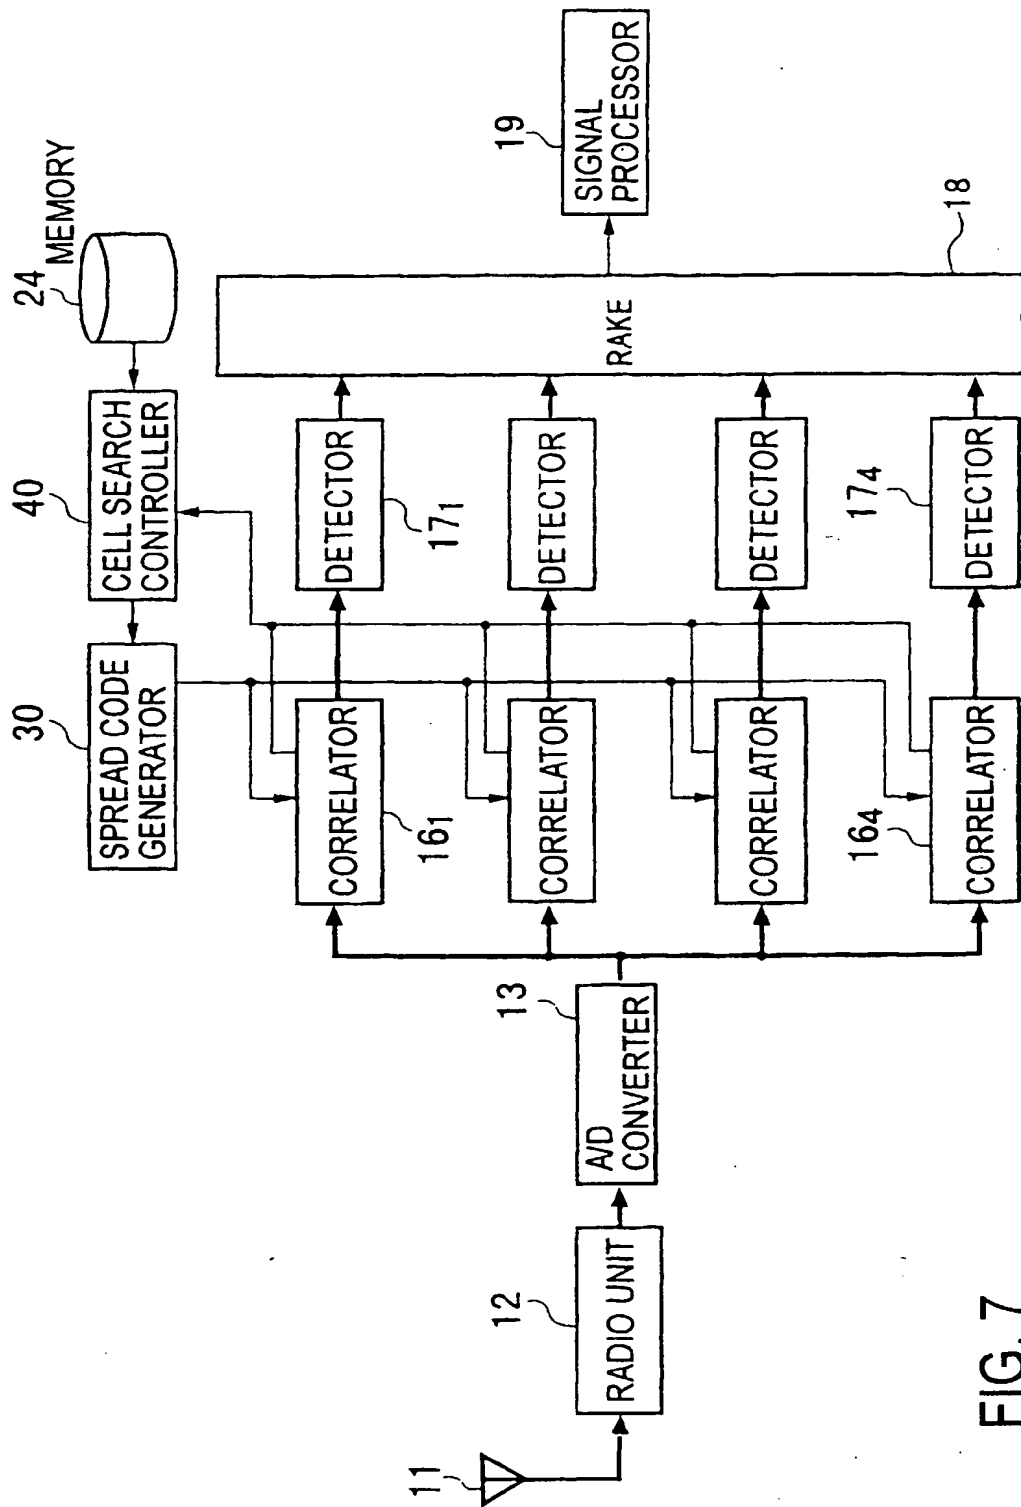 24
MEMORY
40
CELL SEARCH
CONTROLLER
30
SPREAD CODE
GENERATOR
11
12
RADIO UNIT
13
A/D
CONVERTER
CORRELATOR
16₁
CORRELATOR
CORRELATOR
CORRELATOR
16₄
DETECTOR
17₁
DETECTOR
DETECTOR
DETECTOR
17₄
RAKE
18
19
SIGNAL
PROCESSOR
FIG. 7